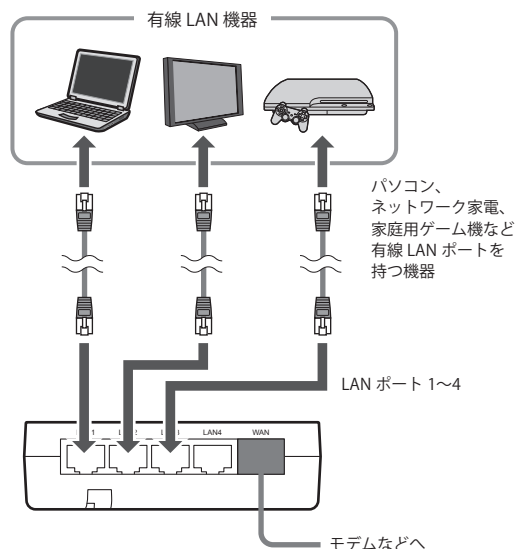 有線 LAN 機器
パソコン、
ネットワーク家電、
家庭用ゲーム機など
有線 LAN ポートを
持つ機器
LAN ポート 1～4
LAN4
WAN
モデムなどへ